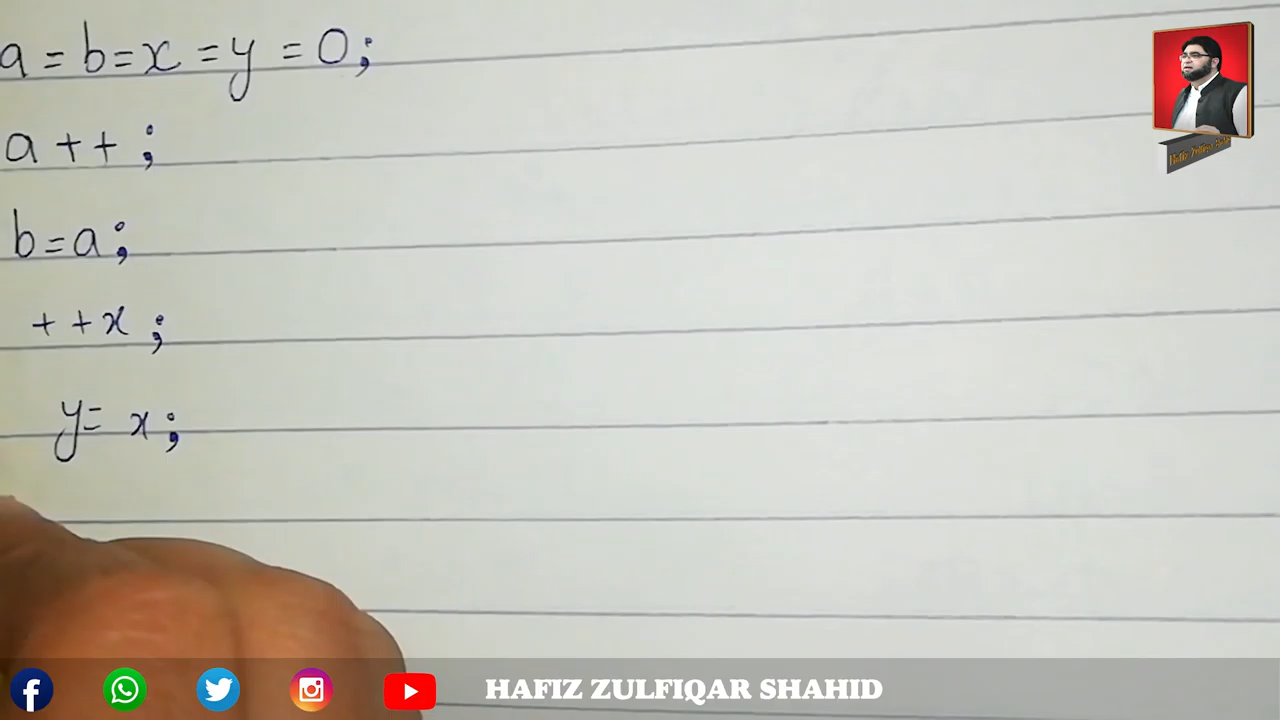 a = b = x = y = 0;
a ++ ;
b = a ;
+ + x ;
y = x ;
HAFIZ ZULFIQAR SHAHID